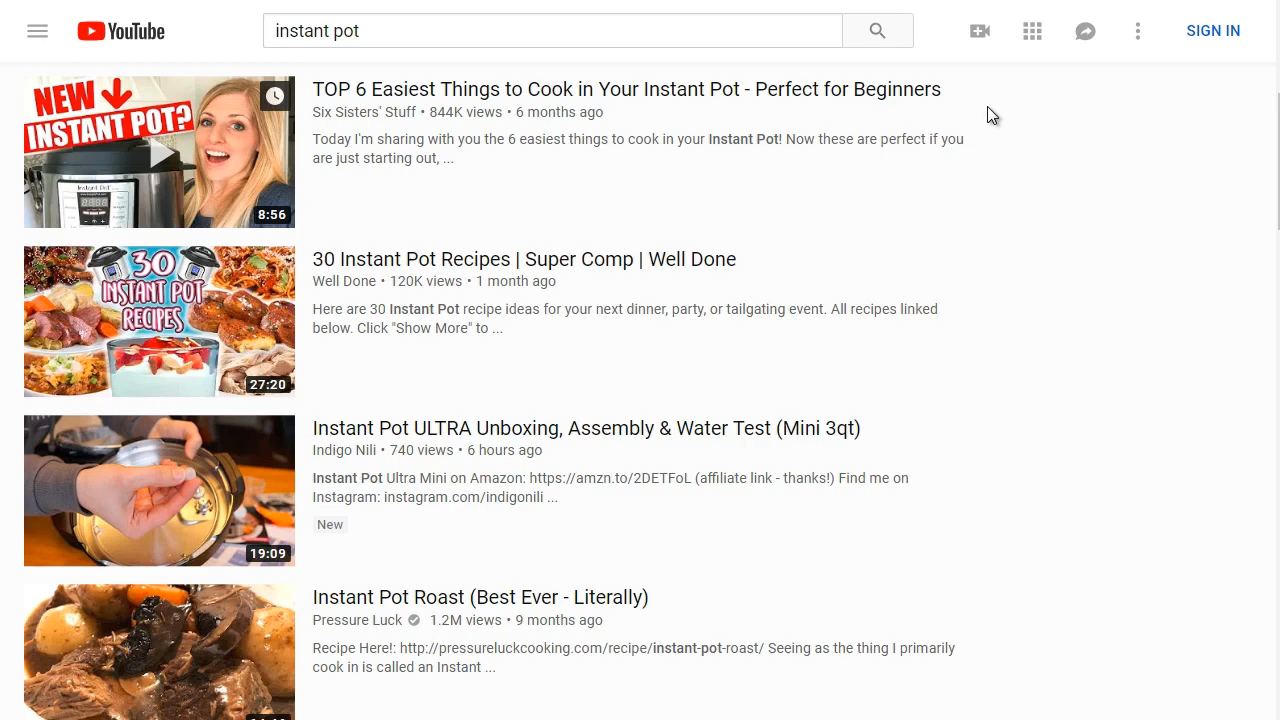 YouTube
instant pot
SIGN IN
NEW
INSTANT POT?
Instant Pot
8:56
TOP 6 Easiest Things to Cook in Your Instant Pot - Perfect for Beginners
Six Sisters' Stuff • 844K views • 6 months ago
Today I'm sharing with you the 6 easiest things to cook in your Instant Pot! Now these are perfect if you
are just starting out, ...
30
INSTANT POT
RECIPES
27:20
30 Instant Pot Recipes | Super Comp | Well Done
Well Done • 120K views • 1 month ago
Here are 30 Instant Pot recipe ideas for your next dinner, party, or tailgating event. All recipes linked
below. Click "Show More" to ...
19:09
Instant Pot ULTRA Unboxing, Assembly & Water Test (Mini 3qt)
Indigo Nili • 740 views • 6 hours ago
Instant Pot Ultra Mini on Amazon: https://amzn.to/2DETFoL (affiliate link - thanks!) Find me on
Instagram: instagram.com/indigonili ...
New
Instant Pot Roast (Best Ever - Literally)
Pressure Luck 1.2M views • 9 months ago
Recipe Here!: http://pressureluckcooking.com/recipe/instant-pot-roast/ Seeing as the thing I primarily
cook in is called an Instant ...